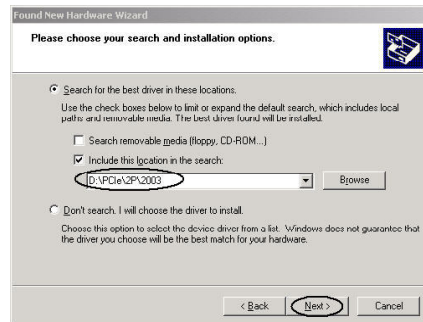 Found New Hardware Wizard
Please choose your search and installation options.
Search for the best driver in these locations.
Use the check boxes below to limit or expand the default search, which includes local
paths and removable media. The best driver found will be installed.
Search removable media (floppy, CD-ROM...)
Include this location in the search:
D:\PCIe\2P\2003
Browse
Don't search. I will choose the driver to install.
Choose this option to select the device driver from a list. Windows does not guarantee that
the driver you choose will be the best match for your hardware.
< Back
Next >
Cancel